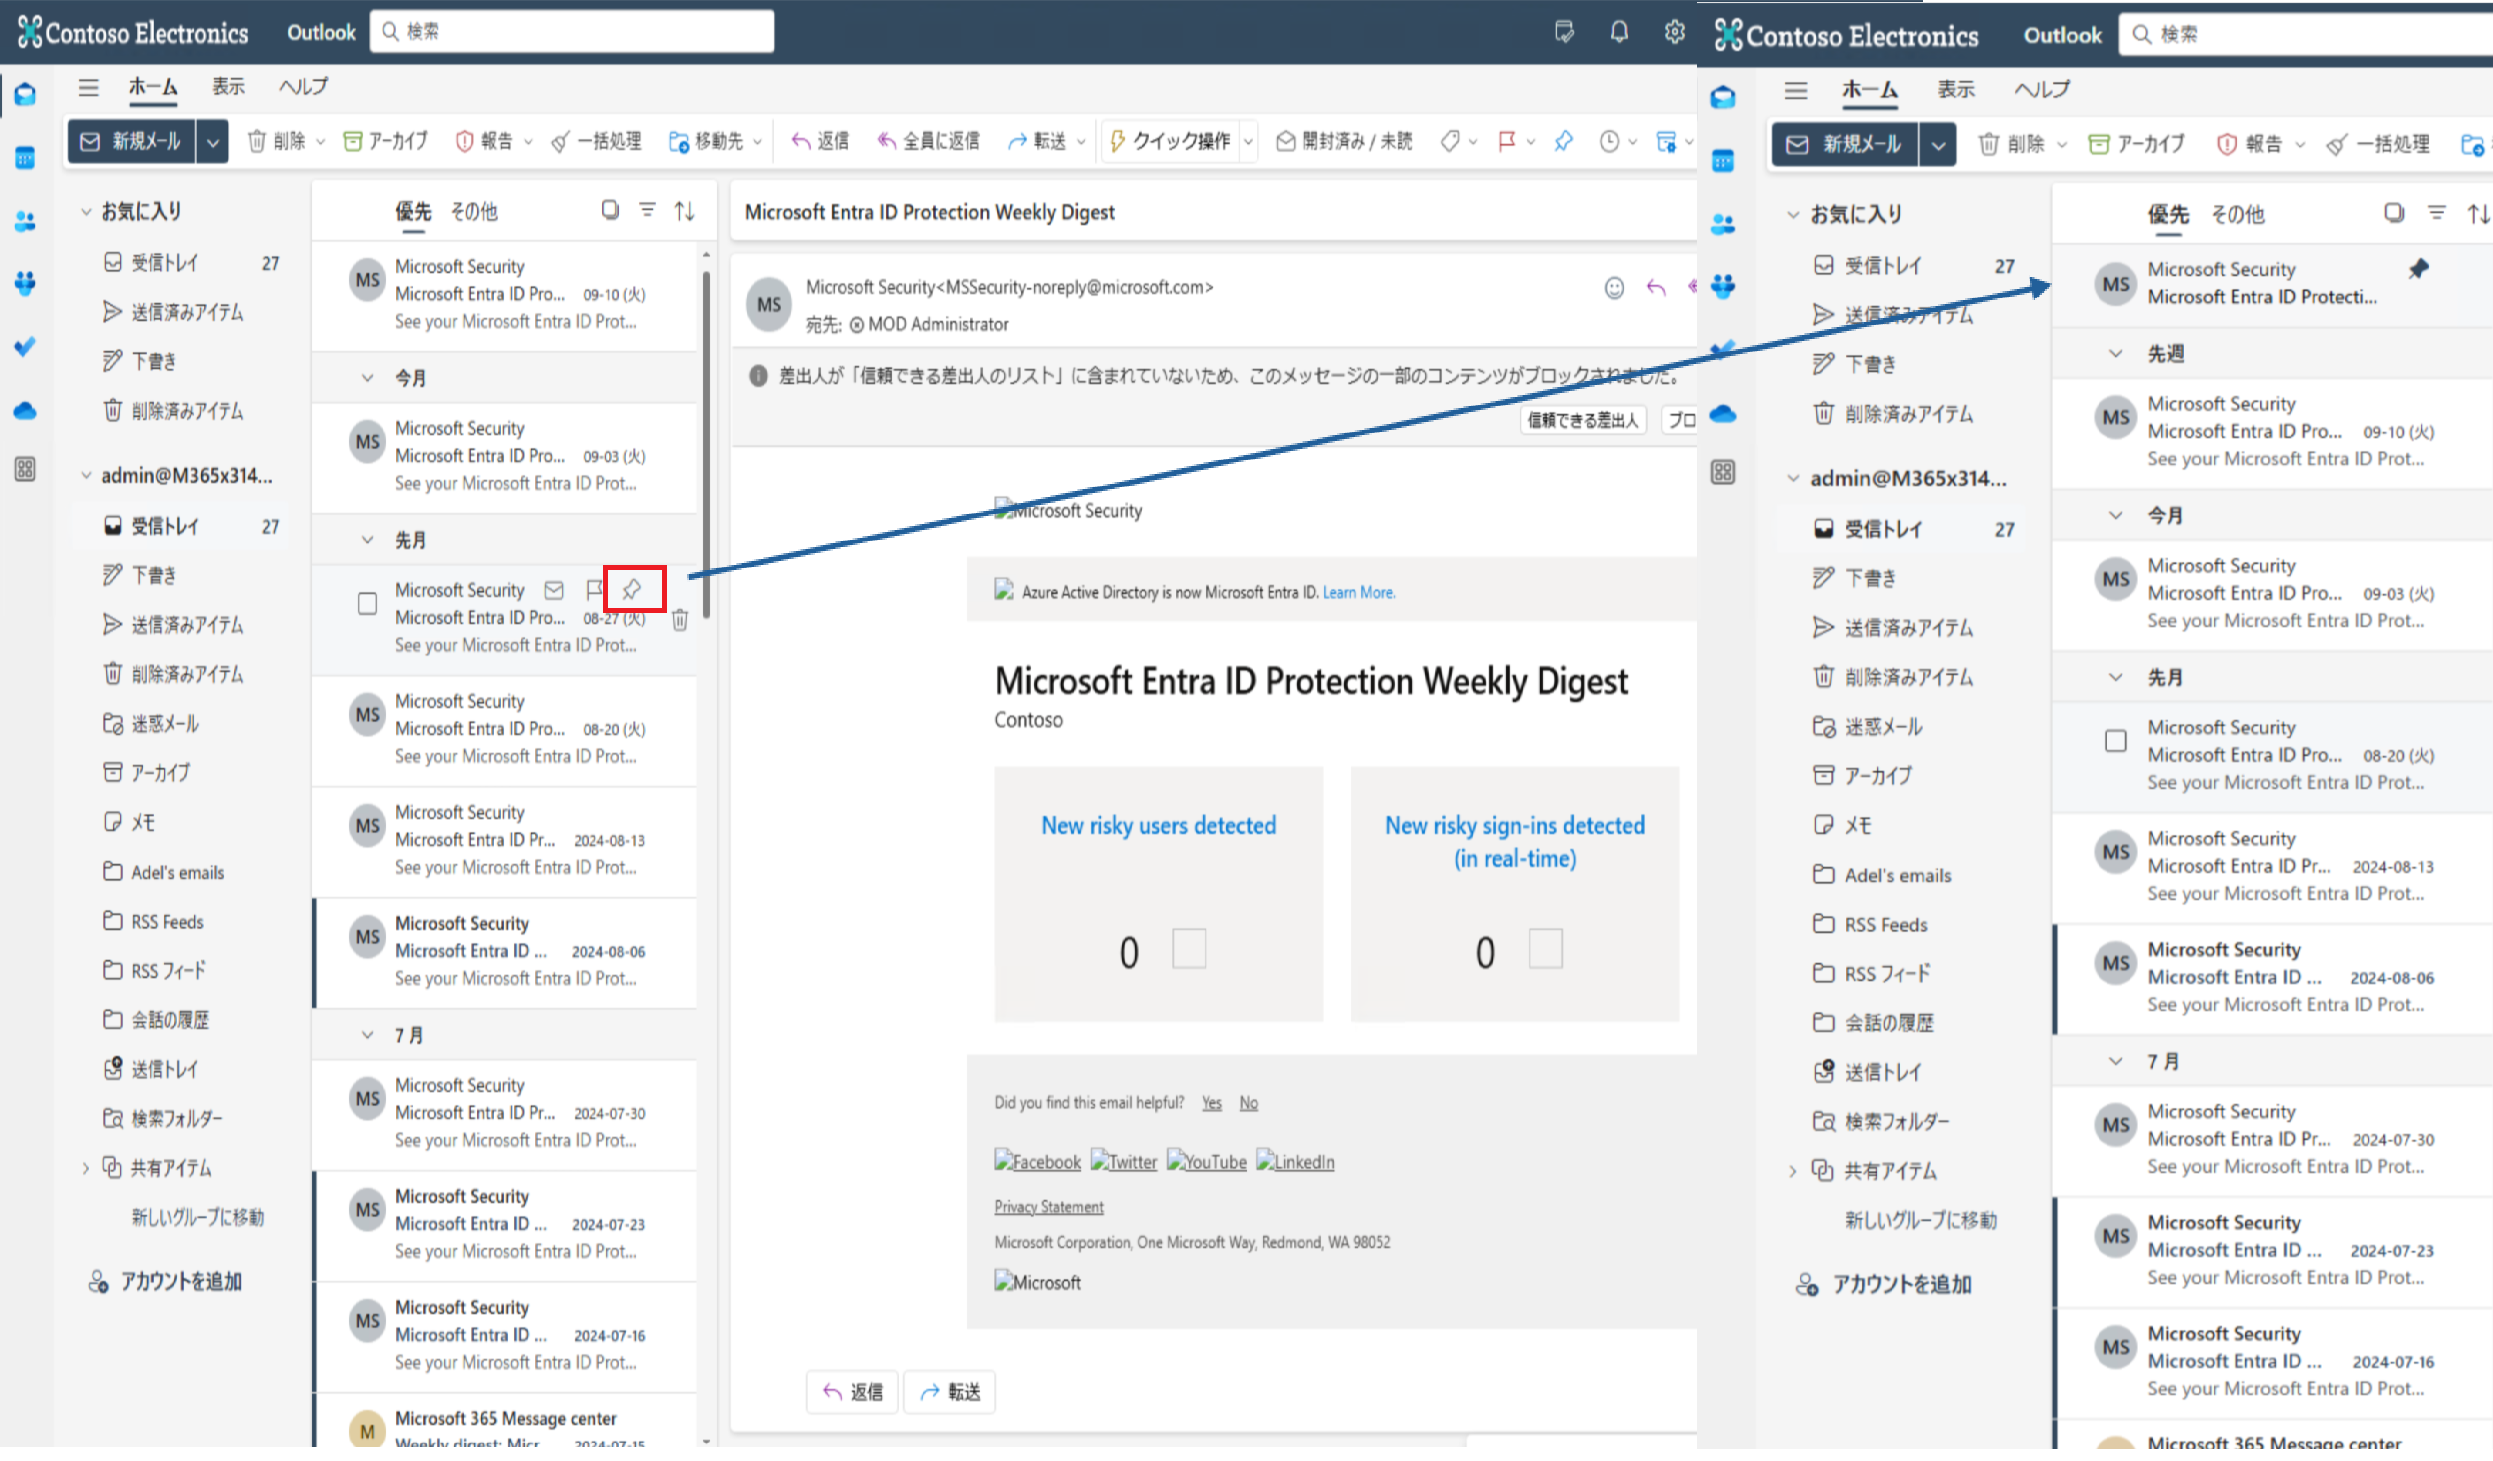 Contoso Electronics
Outlook
検索
ホーム
表示
ヘルプ
新規メール
削除
アーカイブ
報告
一括処理
移動先
返信
全員に返信
転送
クイック操作
開封済み / 未読
お気に入り
受信トレイ 27
送信済みアイテム
下書き
削除済みアイテム
admin@M365x314...
受信トレイ 27
下書き
送信済みアイテム
削除済みアイテム
迷惑メール
アーカイブ
メモ
Adel's emails
RSS Feeds
RSS フィード
会話の履歴
送信トレイ
検索フォルダー
共有アイテム
新しいグループに移動
アカウントを追加
優先 その他
MS
Microsoft Security
Microsoft Entra ID Pro... 09-10 (火)
See your Microsoft Entra ID Prot...
今月
MS
Microsoft Security
Microsoft Entra ID Pro... 09-03 (火)
See your Microsoft Entra ID Prot...
先月
Microsoft Security
Microsoft Entra ID Pro... 08-27 (火)
See your Microsoft Entra ID Prot...
MS
Microsoft Security
Microsoft Entra ID Pro... 08-20 (火)
See your Microsoft Entra ID Prot...
MS
Microsoft Security
Microsoft Entra ID Pr... 2024-08-13
See your Microsoft Entra ID Prot...
MS
Microsoft Security
Microsoft Entra ID ... 2024-08-06
See your Microsoft Entra ID Prot...
7 月
MS
Microsoft Security
Microsoft Entra ID Pr... 2024-07-30
See your Microsoft Entra ID Prot...
MS
Microsoft Security
Microsoft Entra ID ... 2024-07-23
See your Microsoft Entra ID Prot...
MS
Microsoft Security
Microsoft Entra ID ... 2024-07-16
See your Microsoft Entra ID Prot...
M
Microsoft 365 Message center
Weekly digest: Micr... 2024-07-15
Microsoft Entra ID Protection Weekly Digest
MS
Microsoft Security<MSSecurity-noreply@microsoft.com>
宛先: MOD Administrator
差出人が「信頼できる差出人のリスト」に含まれていないため、このメッセージの一部のコンテンツがブロックされました。
信頼できる差出人
ブロ
Microsoft Security
Azure Active Directory is now Microsoft Entra ID. Learn More.
Microsoft Entra ID Protection Weekly Digest
Contoso
New risky users detected
0
New risky sign-ins detected
(in real-time)
0
Did you find this email helpful? Yes No
Facebook Twitter YouTube LinkedIn
Privacy Statement
Microsoft Corporation, One Microsoft Way, Redmond, WA 98052
Microsoft
返信
転送
Contoso Electronics
Outlook
検索
ホーム
表示
ヘルプ
新規メール
削除
アーカイブ
報告
一括処理
お気に入り
受信トレイ 27
送信済みアイテム
下書き
削除済みアイテム
admin@M365x314...
受信トレイ 27
下書き
送信済みアイテム
削除済みアイテム
迷惑メール
アーカイブ
メモ
Adel's emails
RSS Feeds
RSS フィード
会話の履歴
送信トレイ
検索フォルダー
共有アイテム
新しいグループに移動
アカウントを追加
優先 その他
MS
Microsoft Security
Microsoft Entra ID Protecti...
先週
MS
Microsoft Security
Microsoft Entra ID Pro... 09-10 (火)
See your Microsoft Entra ID Prot...
今月
MS
Microsoft Security
Microsoft Entra ID Pro... 09-03 (火)
See your Microsoft Entra ID Prot...
先月
Microsoft Security
Microsoft Entra ID Pro... 08-20 (火)
See your Microsoft Entra ID Prot...
MS
Microsoft Security
Microsoft Entra ID Pr... 2024-08-13
See your Microsoft Entra ID Prot...
MS
Microsoft Security
Microsoft Entra ID ... 2024-08-06
See your Microsoft Entra ID Prot...
7 月
MS
Microsoft Security
Microsoft Entra ID Pr... 2024-07-30
See your Microsoft Entra ID Prot...
MS
Microsoft Security
Microsoft Entra ID ... 2024-07-23
See your Microsoft Entra ID Prot...
MS
Microsoft Security
Microsoft Entra ID ... 2024-07-16
See your Microsoft Entra ID Prot...
Microsoft 365 Message center